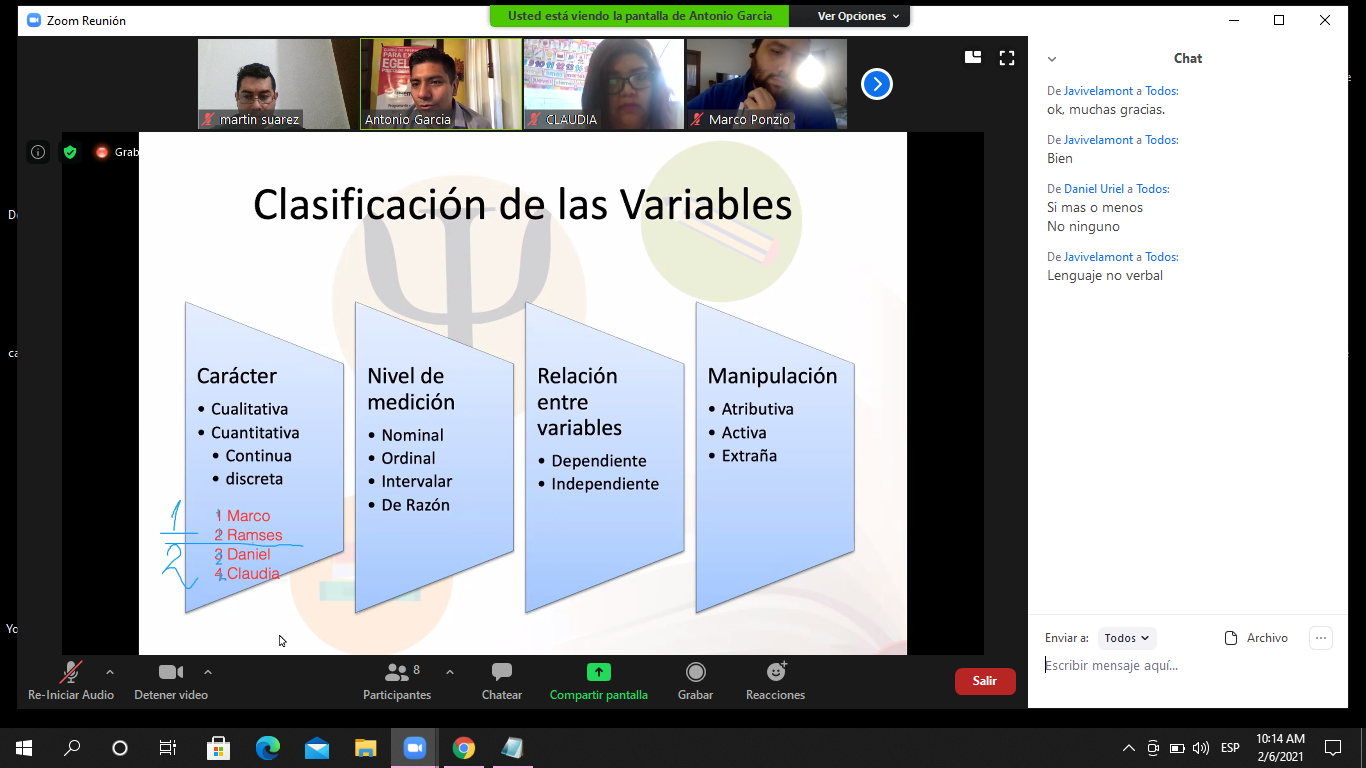 Zoom Reunión
Usted está viendo la pantalla de Antonio Garcia
Ver Opciones
martin suarez
Antonio Garcia
CLAUDIA
Marco Ponzio
Grab
Clasificación de las Variables
Carácter
• Cualitativa
• Cuantitativa
• Continua
• discreta
1 Marco
2 Ramses
3 Daniel
4 Claudia
1
2
Nivel de
medición
• Nominal
• Ordinal
• Intervalar
• De Razón
Relación
entre
variables
• Dependiente
• Independiente
Manipulación
• Atributiva
• Activa
• Extraña
Chat
De Javivelamont a Todos:
ok, muchas gracias.
De Javivelamont a Todos:
Bien
De Daniel Uriel a Todos:
Si mas o menos
No ninguno
De Javivelamont a Todos:
Lenguaje no verbal
Enviar a: Todos
Archivo
Escribir mensaje aquí...
Re-Iniciar Audio
Detener video
Participantes
8
Chatear
Compartir pantalla
Grabar
Reacciones
Salir
ESP
10:14 AM
2/6/2021